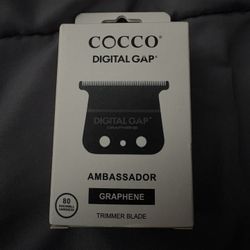 COCCO®
DIGITAL GAP®
DIGITAL GAP®
AMBASSADOR
GRAPHENE
80
TRIMMER BLADE